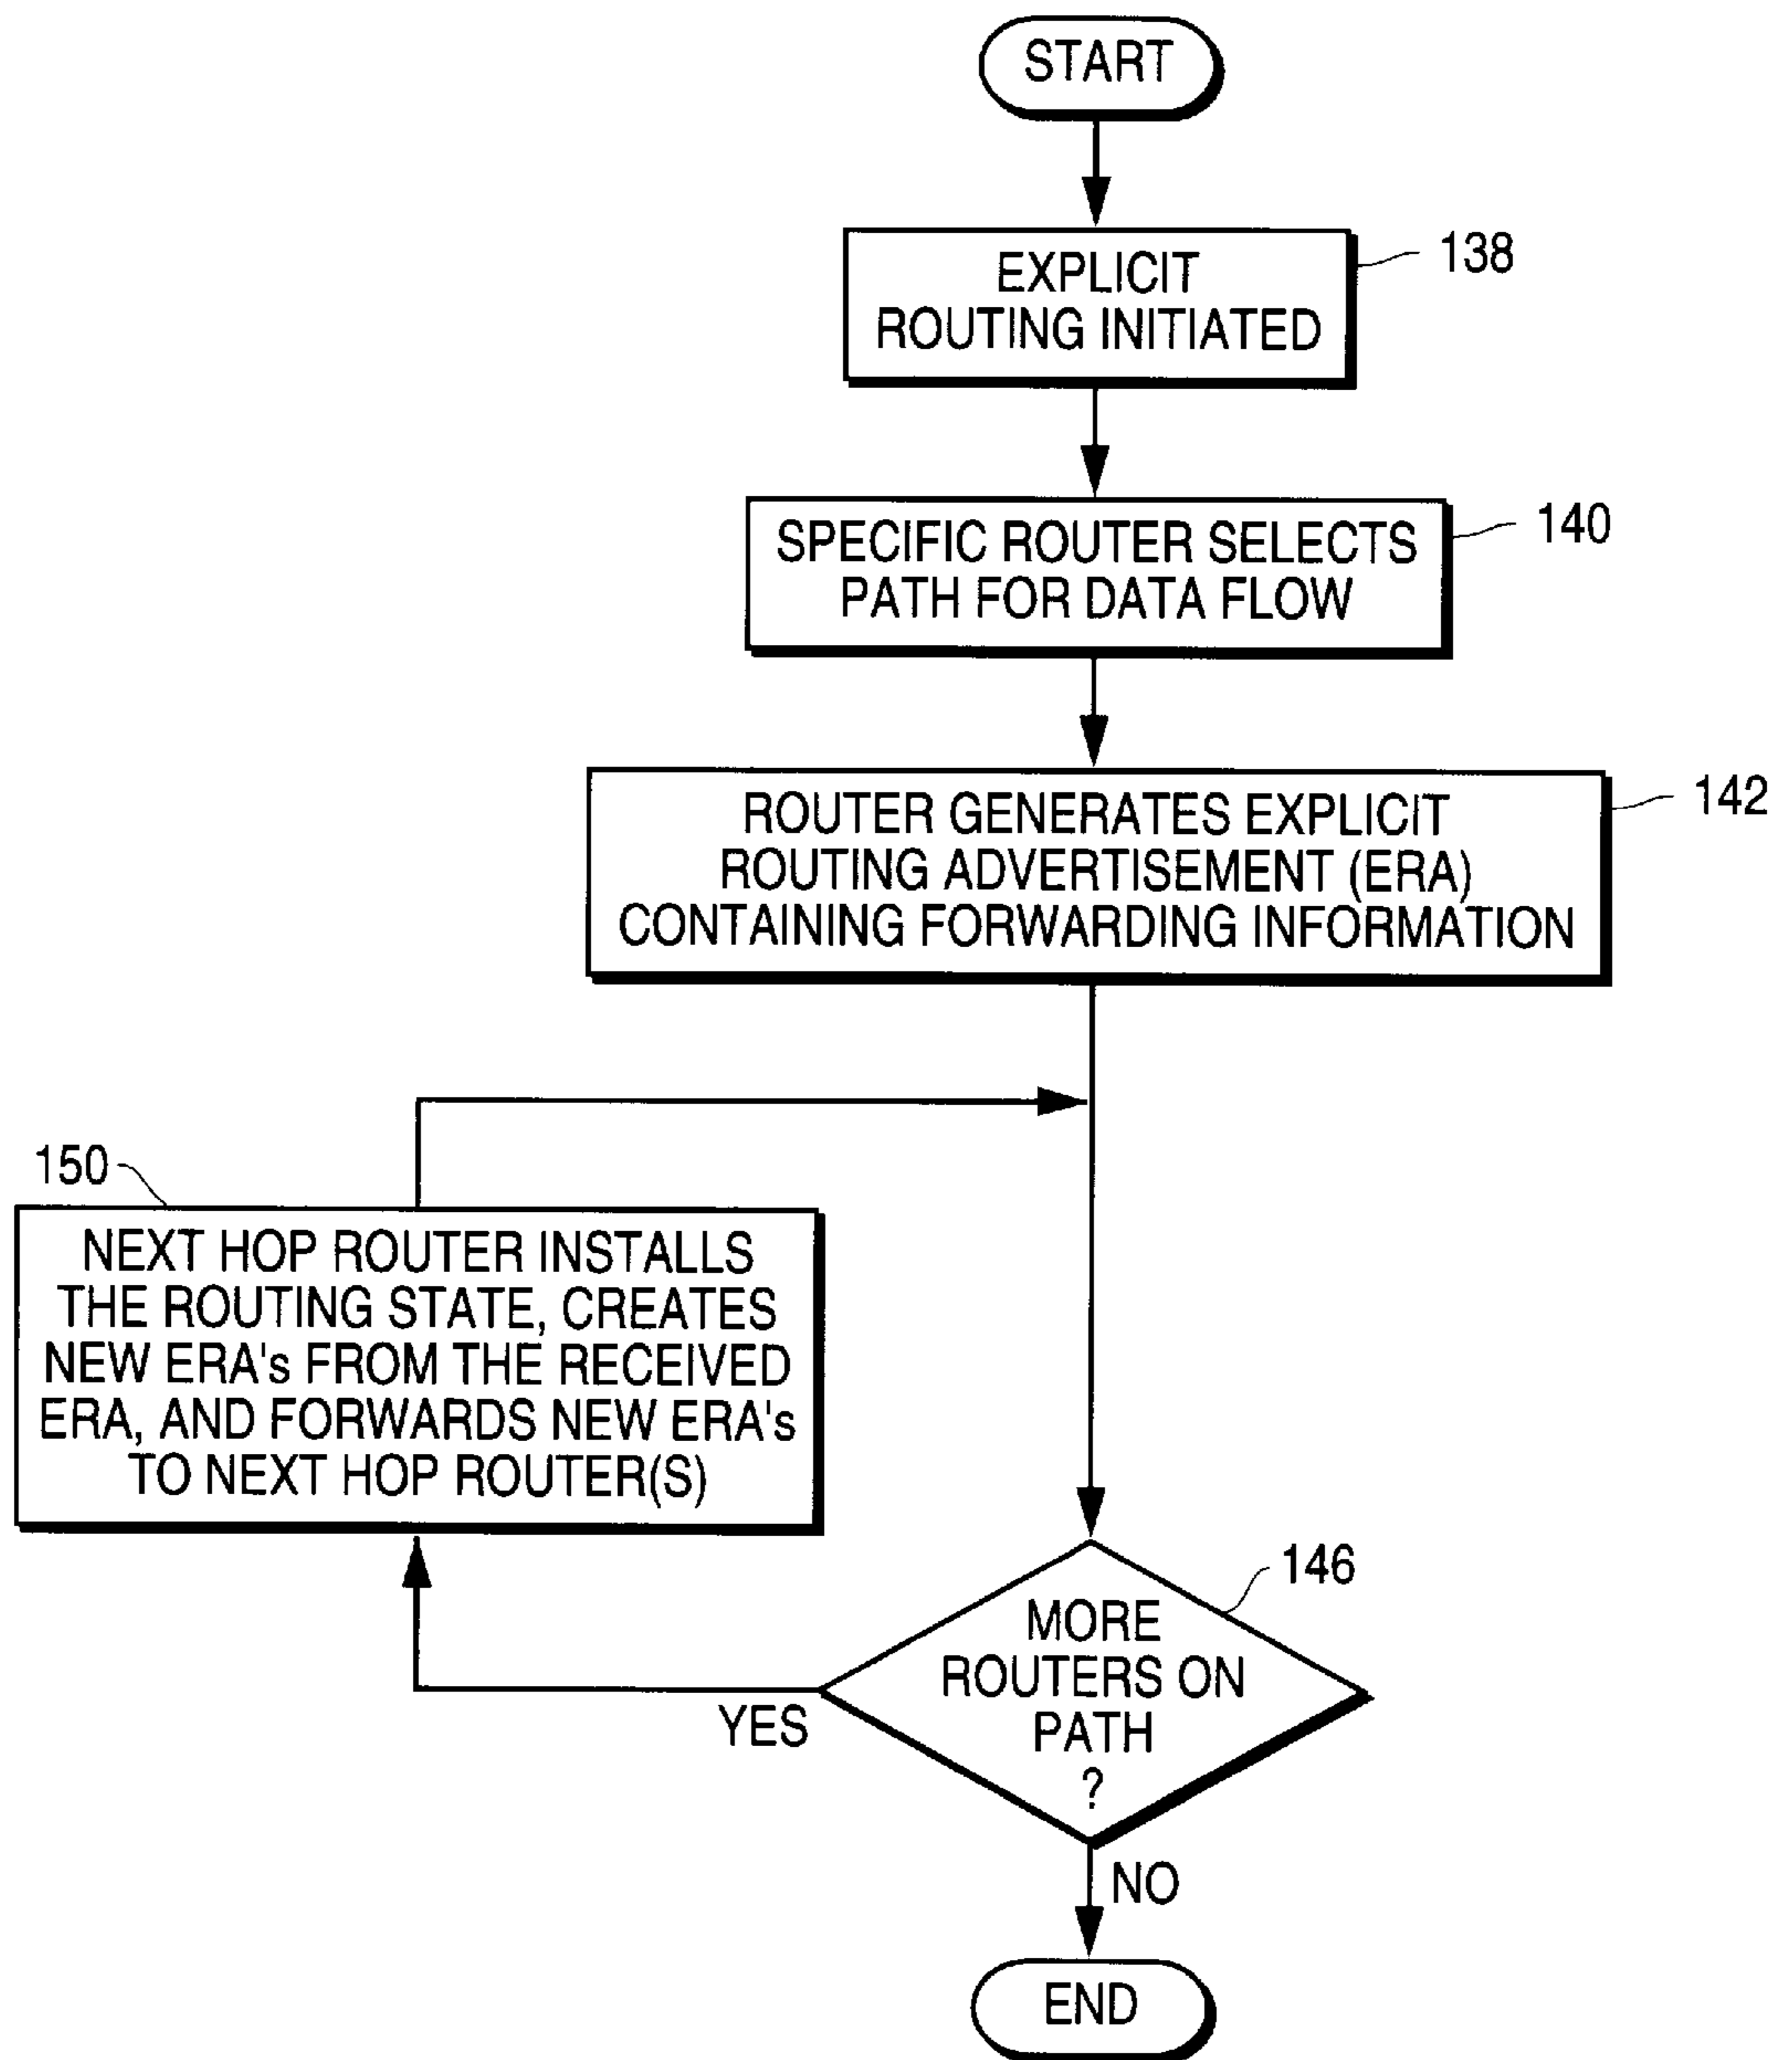 START
EXPLICIT
ROUTING INITIATED
138
SPECIFIC ROUTER SELECTS
PATH FOR DATA FLOW
140
ROUTER GENERATES EXPLICIT
ROUTING ADVERTISEMENT (ERA)
CONTAINING FORWARDING INFORMATION
142
150
NEXT HOP ROUTER INSTALLS
THE ROUTING STATE, CREATES
NEW ERA's FROM THE RECEIVED
ERA, AND FORWARDS NEW ERA's
TO NEXT HOP ROUTER(S)
146
MORE
ROUTERS ON
PATH
?
YES
NO
END